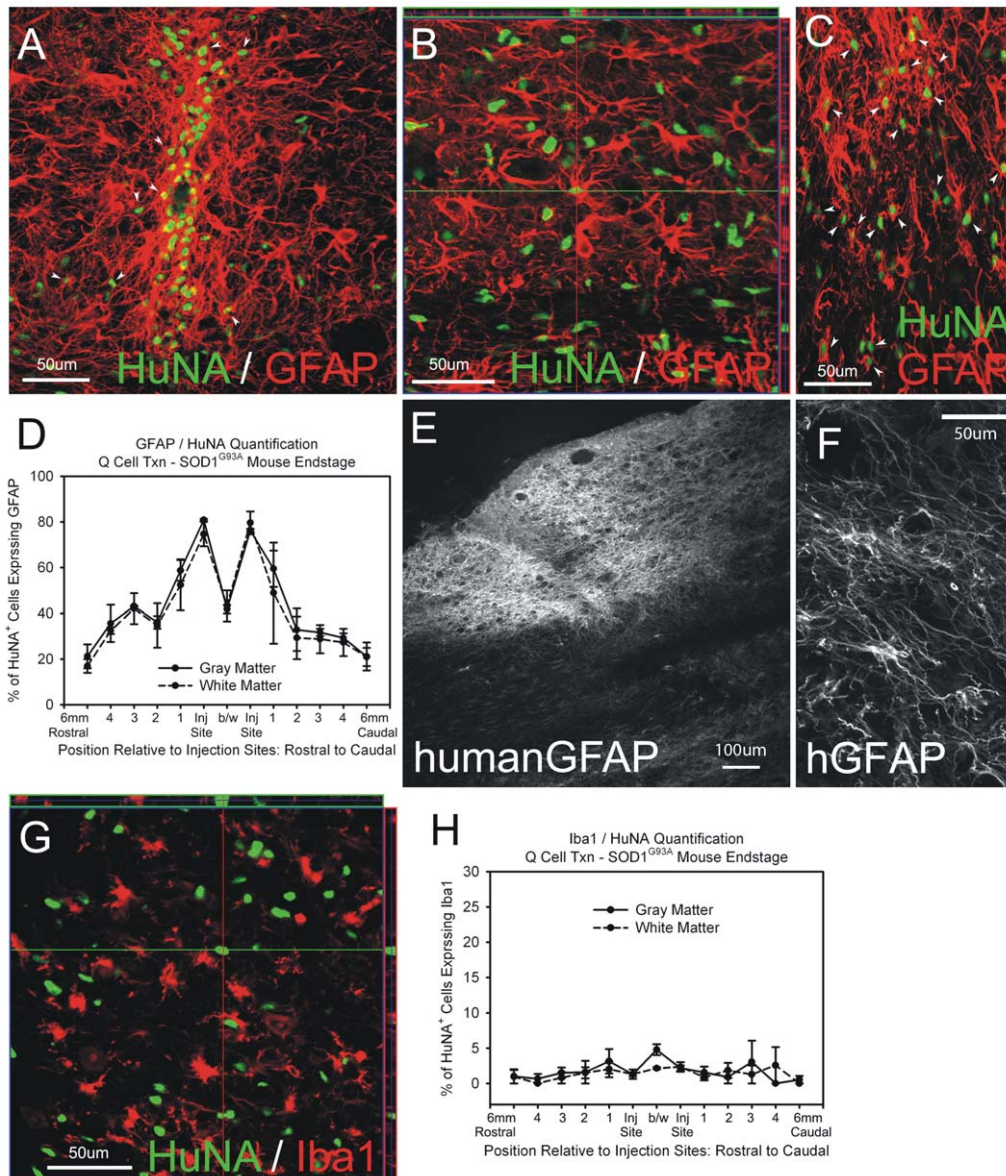 A
50um
HuNA / GFAP
B
50um
HuNA / GFAP
C
HuNA
50um
GFAP
D
GFAP / HuNA Quantification
Q Cell Txn - SOD1G93A Mouse Endstage
% of HuNA+ Cells Exprssing GFAP
100
80
60
40
20
0
Gray Matter
White Matter
6mm 4 3 2 1 Inj b/w Inj 1 2 3 4 6mm
Rostral Site Site Caudal
Position Relative to Injection Sites: Rostral to Caudal
E
humanGFAP
100um
F
50um
hGFAP
G
50um
HuNA / Iba1
H
Iba1 / HuNA Quantification
Q Cell Txn - SOD1G93A Mouse Endstage
% of HuNA+ Cells Exprssing Iba1
30
25
20
15
10
5
0
Gray Matter
White Matter
6mm 4 3 2 1 Inj b/w Inj 1 2 3 4 6mm
Rostral Site Site Caudal
Position Relative to Injection Sites: Rostral to Caudal